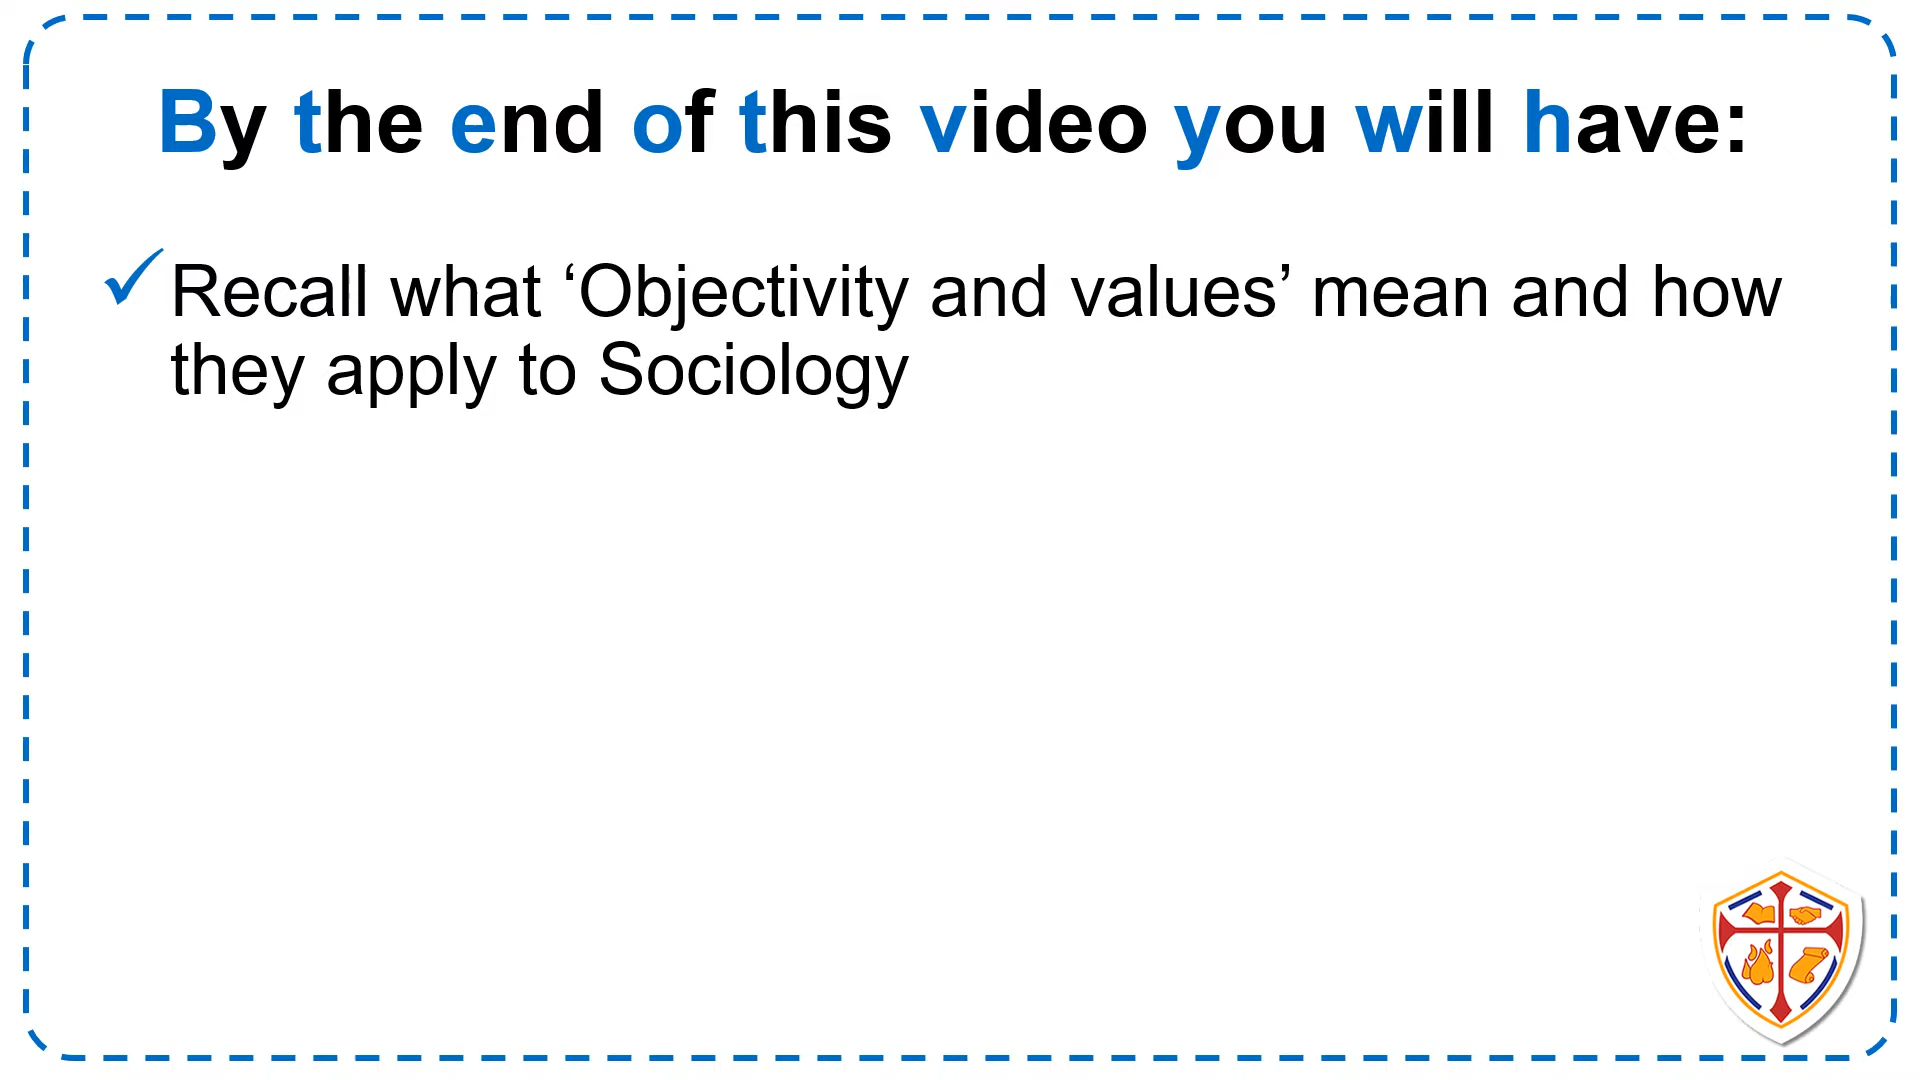 By the end of this video you will have:
Recall what ‘Objectivity and values’ mean and how
they apply to Sociology